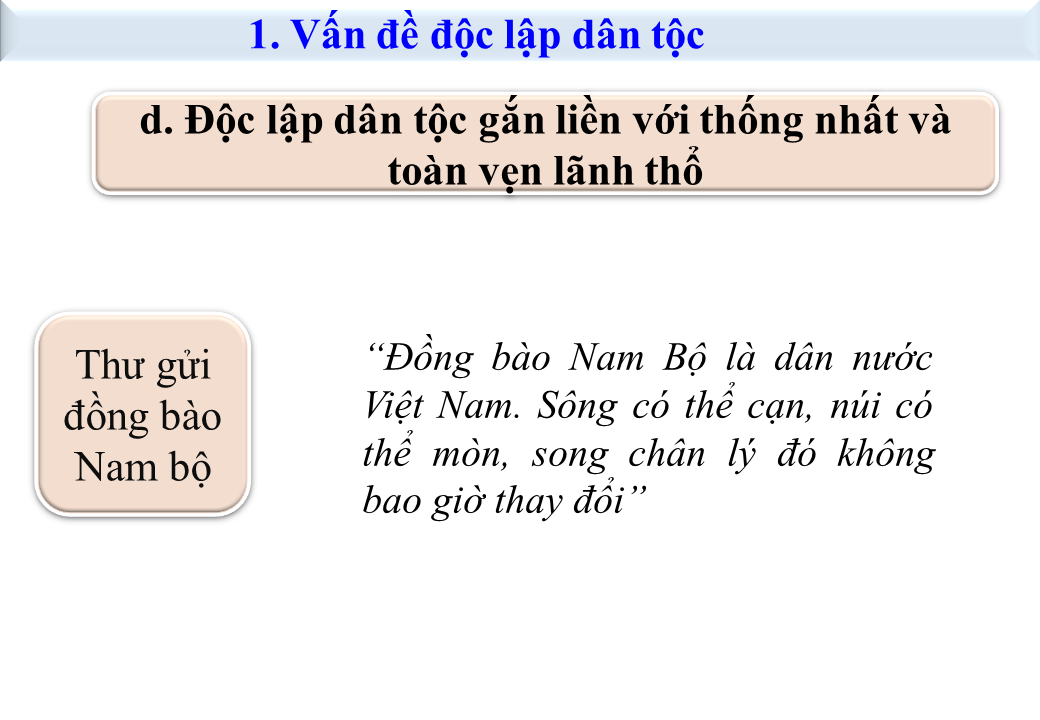 1. Vấn đề độc lập dân tộc
d. Độc lập dân tộc gắn liền với thống nhất và
toàn vẹn lãnh thổ
Thư gửi
đồng bào
Nam bộ
“Đồng bào Nam Bộ là dân nước
Việt Nam. Sông có thể cạn, núi có
thể mòn, song chân lý đó không
bao giờ thay đổi”